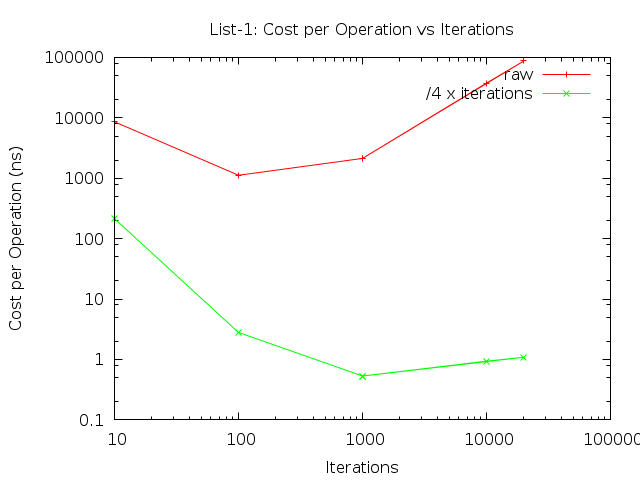 List-1: Cost per Operation vs Iterations
100000
10000
1000
100
10
1
0.1
Cost per Operation (ns)
raw
/4 x iterations
10 100 1000 10000 100000
Iterations